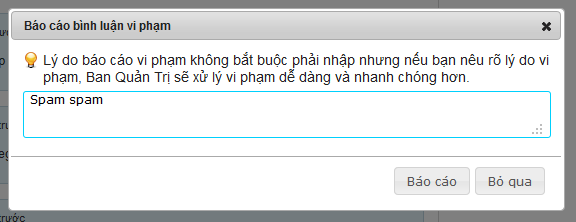 Báo cáo bình luận vi phạm
Lý do báo cáo vi phạm không bắt buộc phải nhập nhưng nếu bạn nêu rõ lý do vi
phạm, Ban Quản Trị sẽ xử lý vi phạm dễ dàng và nhanh chóng hơn.
Spam spam
Báo cáo Bỏ qua
trước